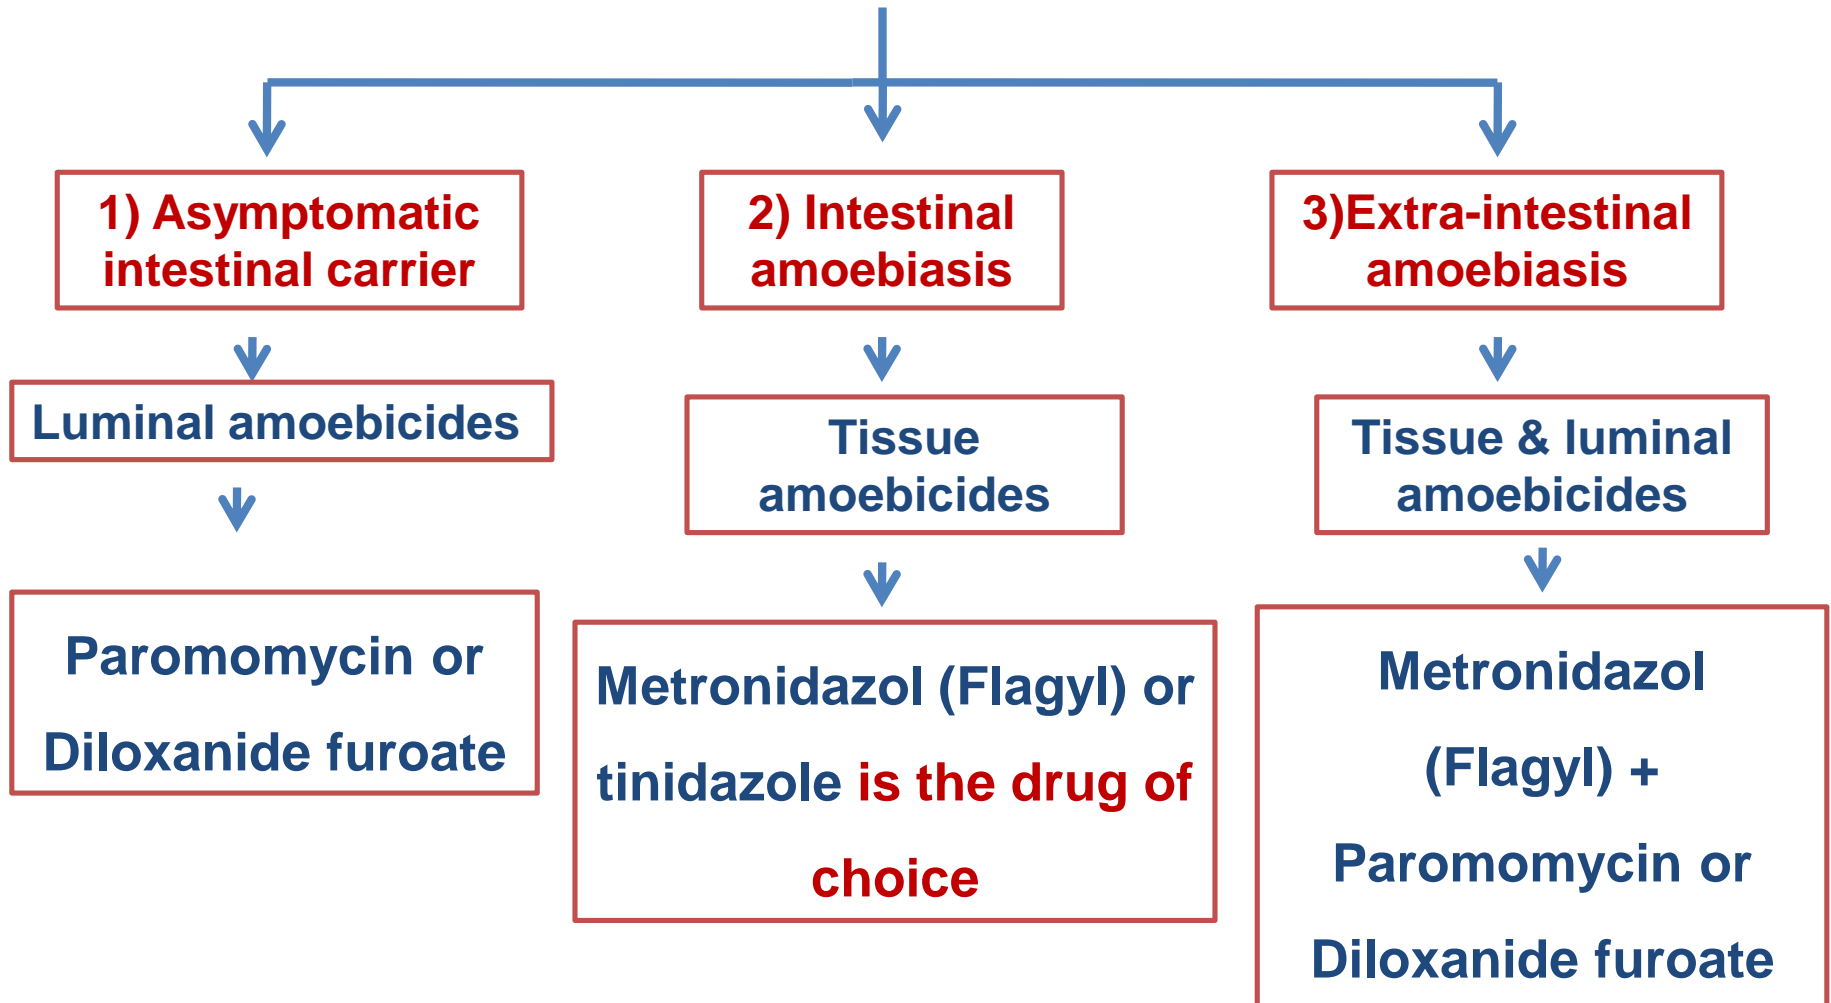 1) Asymptomatic
intestinal carrier
Luminal amoebicides
Paromomycin or
Diloxanide furoate
2) Intestinal
amoebiasis
Tissue
amoebicides
Metronidazol (Flagyl) or
tinidazole is the drug of
choice
3)Extra-intestinal
amoebiasis
Tissue & luminal
amoebicides
Metronidazol
(Flagyl) +
Paromomycin or
Diloxanide furoate